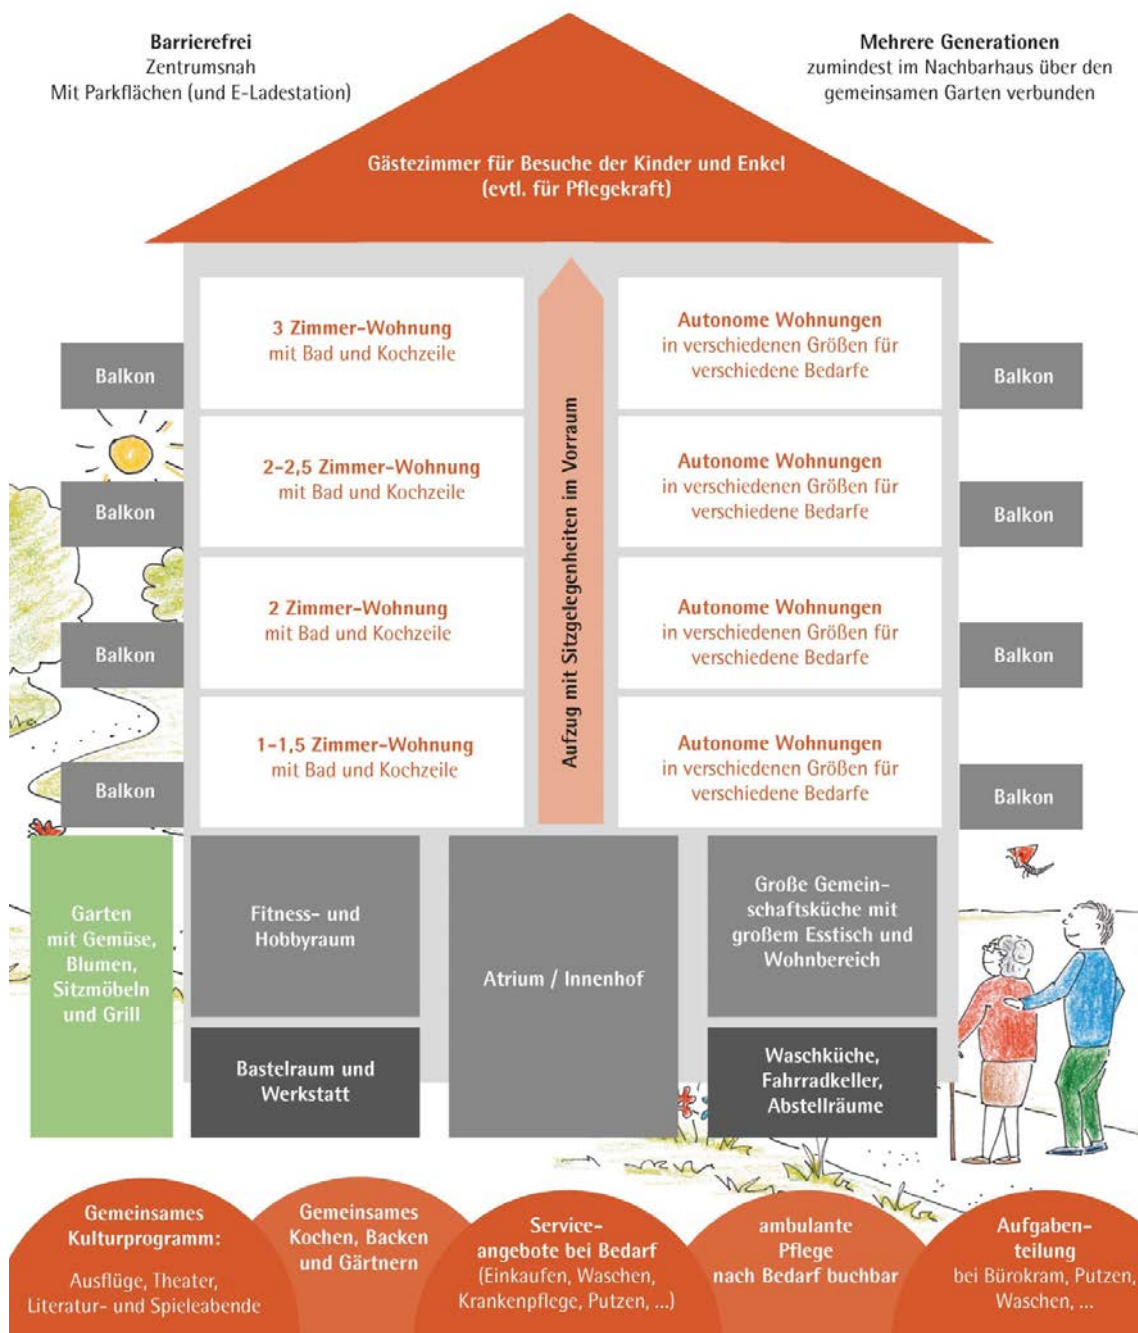 Barrierefrei
Zentrumsnah
Mit Parkflächen (und E-Ladestation)
Mehrere Generationen
zumindest im Nachbarhaus über den
gemeinsamen Garten verbunden
Gästezimmer für Besuche der Kinder und Enkel
(evtl. für Pflegekraft)
3 Zimmer-Wohnung
mit Bad und Kochzeile
Autonome Wohnungen
in verschiedenen Größen für
verschiedene Bedarfe
Balkon
Balkon
2-2,5 Zimmer-Wohnung
mit Bad und Kochzeile
Autonome Wohnungen
in verschiedenen Größen für
verschiedene Bedarfe
Balkon
Balkon
2 Zimmer-Wohnung
mit Bad und Kochzeile
Autonome Wohnungen
in verschiedenen Größen für
verschiedene Bedarfe
Balkon
Balkon
1-1,5 Zimmer-Wohnung
mit Bad und Kochzeile
Autonome Wohnungen
in verschiedenen Größen für
verschiedene Bedarfe
Balkon
Balkon
Aufzug mit Sitzgelegenheiten im Vorraum
Garten
mit Gemüse,
Blumen,
Sitzmöbeln
und Grill
Fitness- und
Hobbyraum
Atrium / Innenhof
Große Gemein-
schaftsküche mit
großem Esstisch und
Wohnbereich
Bastelraum und
Werkstatt
Waschküche,
Fahrradkeller,
Abstellräume
Gemeinsames
Kulturprogramm:
Ausflüge, Theater,
Literatur- und Spieleabende
Gemeinsames
Kochen, Backen
und Gärtnern
Service-
angebote bei Bedarf
(Einkaufen, Waschen,
Krankenpflege, Putzen, ...)
ambulante
Pflege
nach Bedarf buchbar
Aufgaben-
teilung
bei Bürokram, Putzen,
Waschen, ...